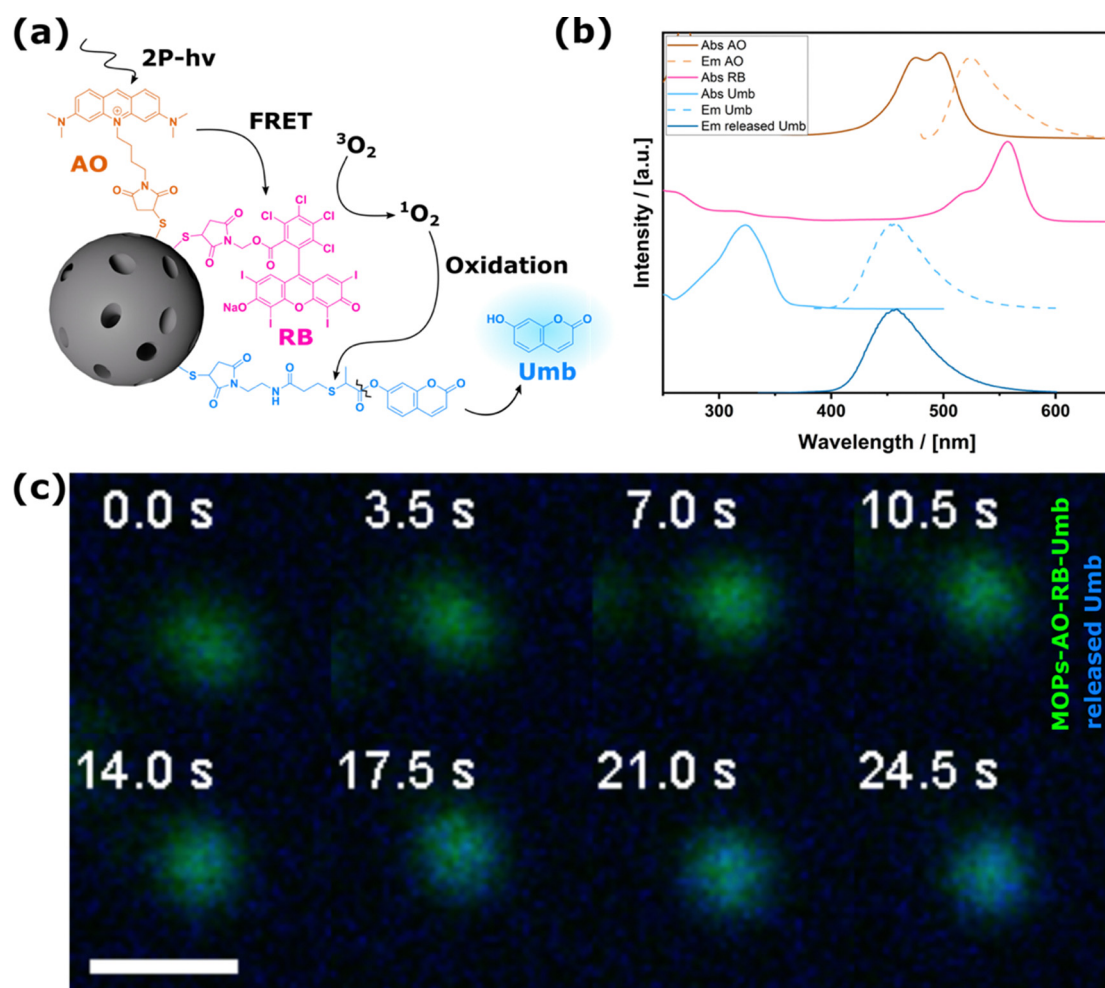 (a)
2P-hv
N
N⁺
N
AO
FRET
³O₂
¹O₂
Oxidation
O
N
O
S
S
O
N
O
O
O
Cl
Cl
Cl
Cl
I
I
NaO
O
O
I
I
RB
HO
O
O
Umb
S
O
N
O
N
H
O
S
O
O
O
O
(b)
Abs AO
Em AO
Abs RB
Abs Umb
Em Umb
Em released Umb
Intensity / [a.u.]
300
400
500
600
Wavelength / [nm]
(c)
0.0 s
3.5 s
7.0 s
10.5 s
14.0 s
17.5 s
21.0 s
24.5 s
MOPs-AO-RB-Umb
released Umb